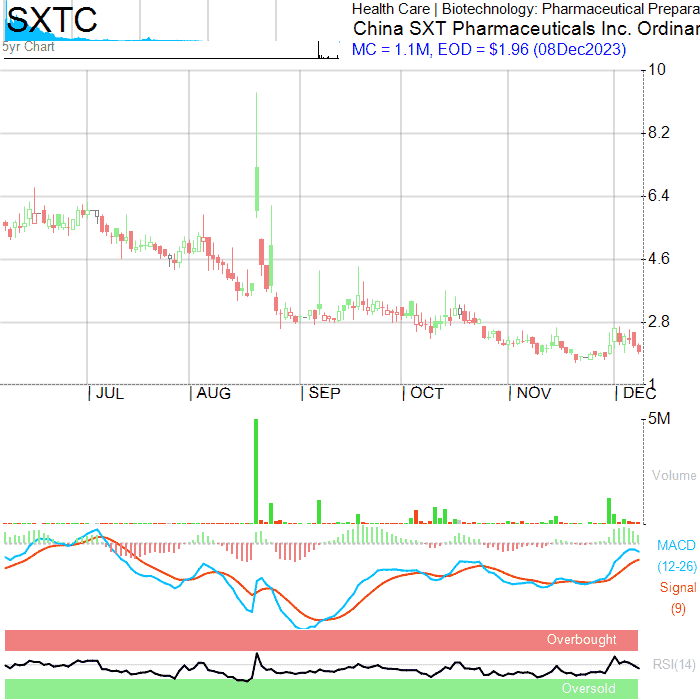 SXTC
Health Care | Biotechnology: Pharmaceutical Prepara
China SXT Pharmaceuticals Inc. Ordinar
5yr Chart
MC = 1.1M, EOD = $1.96 (08Dec2023)
10
8.2
6.4
4.6
2.8
1
JUL AUG SEP OCT NOV DEC
5M
Volume
MACD
(12-26)
Signal
(9)
Overbought
RSI(14)
Oversold